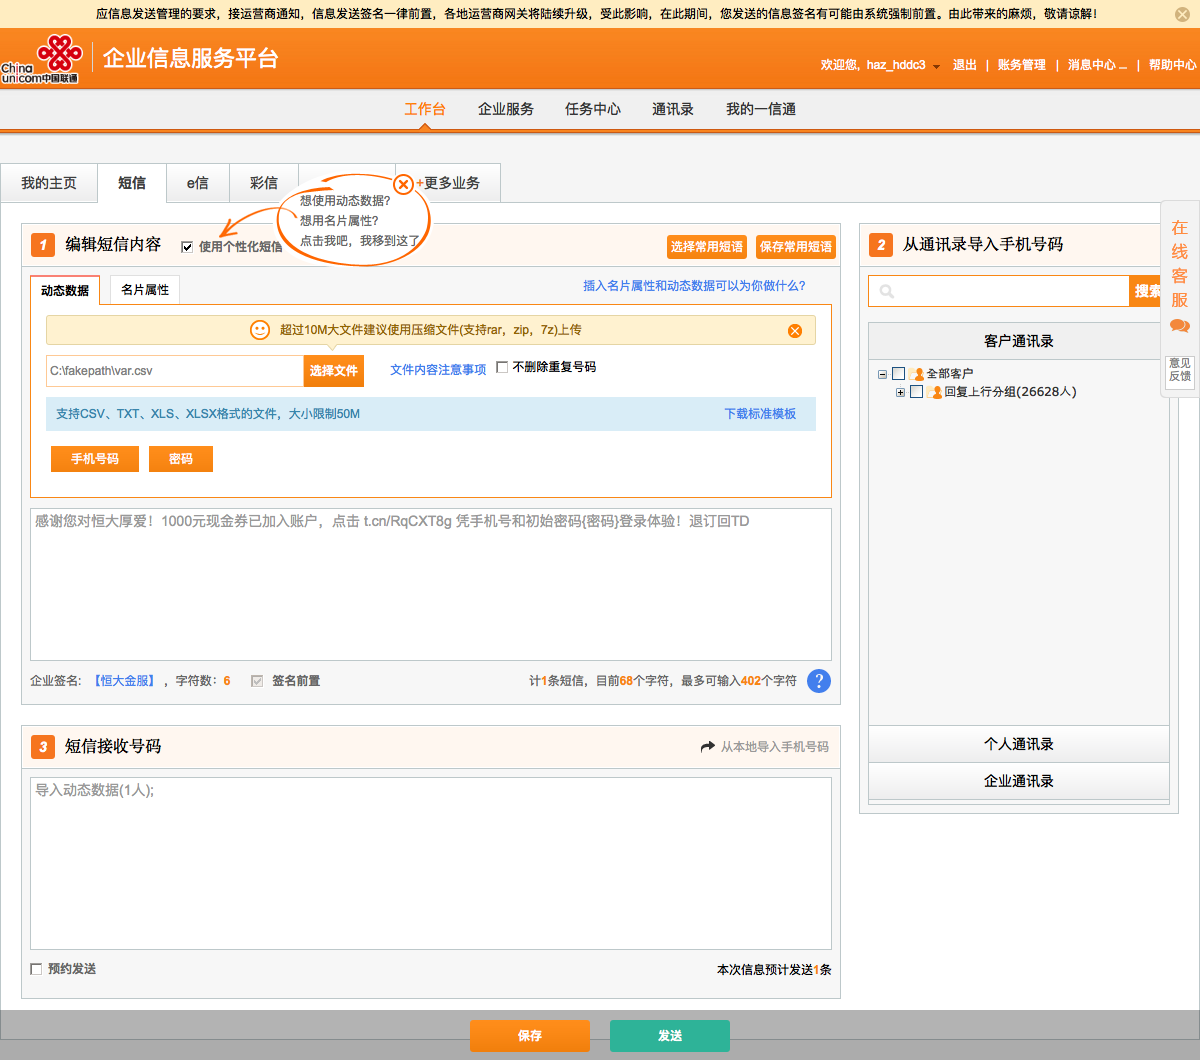 应信息发送管理的要求，接运营商通知，信息发送签名一律前置，各地运营商网关将陆续升级，受此影响，在此期间，您发送的信息签名有可能由系统强制前置。由此带来的麻烦，敬请谅解！
China unicom中国联通
企业信息服务平台
欢迎您, haz_hddc3 退出 | 账务管理 | 消息中心 ... | 帮助中心
工作台 企业服务 任务中心 通讯录 我的一信通
我的主页 短信 e信 彩信 +更多业务
想使用动态数据？
想用名片属性？
点击我吧，我移到这了
1 编辑短信内容 使用个性化短信 选择常用短语 保存常用短语
动态数据 名片属性 插入名片属性和动态数据可以为你做什么？
超过10M大文件建议使用压缩文件(支持rar，zip，7z)上传
C:\fakepath\var.csv 选择文件 文件内容注意事项 不删除重复号码
支持CSV、TXT、XLS、XLSX格式的文件，大小限制50M 下载标准模板
手机号码 密码
感谢您对恒大厚爱！1000元现金券已加入账户，点击 t.cn/RqCXT8g 凭手机号和初始密码{密码}登录体验！退订回TD
企业签名: 【恒大金服】 ，字符数：6 签名前置 计1条短信，目前68个字符，最多可输入402个字符 ?
2 从通讯录导入手机号码
搜索
客户通讯录
全部客户
回复上行分组(26628人)
个人通讯录
企业通讯录
在线客服
意见反馈
3 短信接收号码 从本地导入手机号码
导入动态数据(1人);
预约发送 本次信息预计发送1条
保存 发送